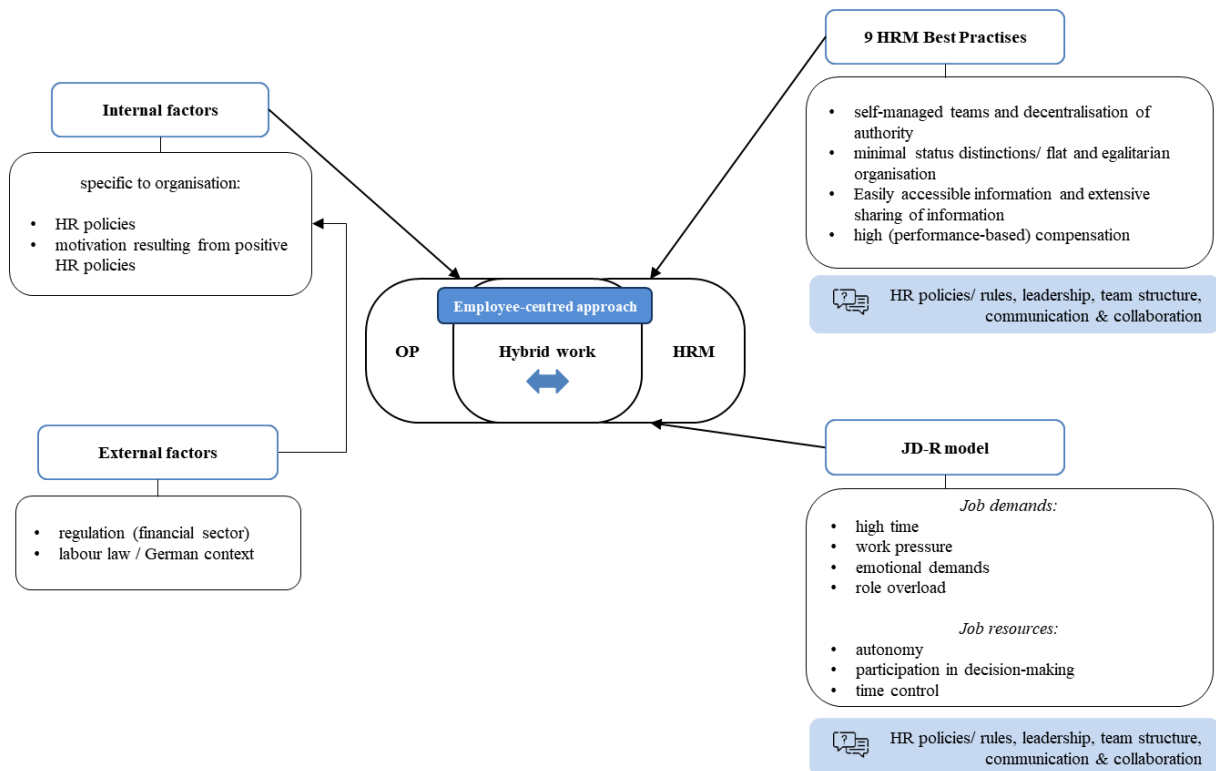 9 HRM Best Practises
• self-managed teams and decentralisation of
authority
• minimal status distinctions/ flat and egalitarian
organisation
• Easily accessible information and extensive
sharing of information
• high (performance-based) compensation
HR policies/ rules, leadership, team structure,
communication & collaboration
Internal factors
specific to organisation:
• HR policies
• motivation resulting from positive
HR policies
Employee-centred approach
OP
Hybrid work
HRM
External factors
• regulation (financial sector)
• labour law / German context
JD-R model
Job demands:
• high time
• work pressure
• emotional demands
• role overload
Job resources:
• autonomy
• participation in decision-making
• time control
HR policies/ rules, leadership, team structure,
communication & collaboration